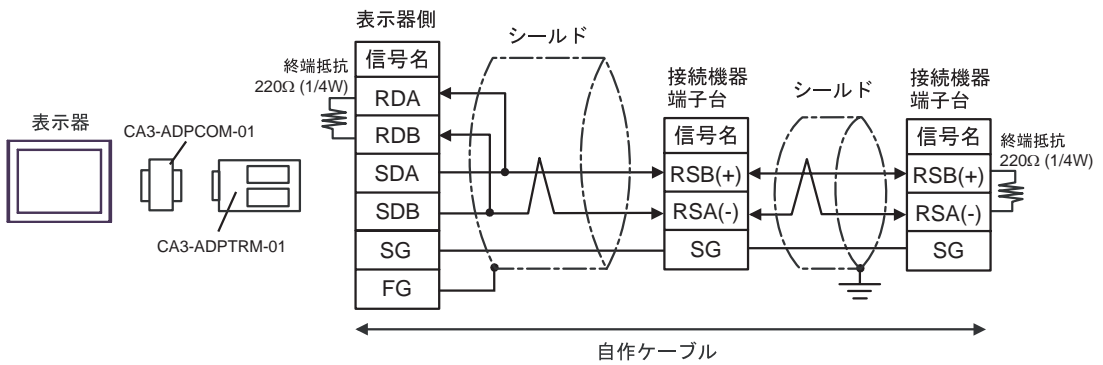 表示器
CA3-ADPCOM-01
CA3-ADPTRM-01
終端抵抗
220Ω (1/4W)
表示器側
信号名
RDA
RDB
SDA
SDB
SG
FG
シールド
接続機器
端子台
信号名
RSB(+)
RSA(-)
SG
シールド
接続機器
端子台
信号名
RSB(+)
RSA(-)
SG
終端抵抗
220Ω (1/4W)
自作ケーブル